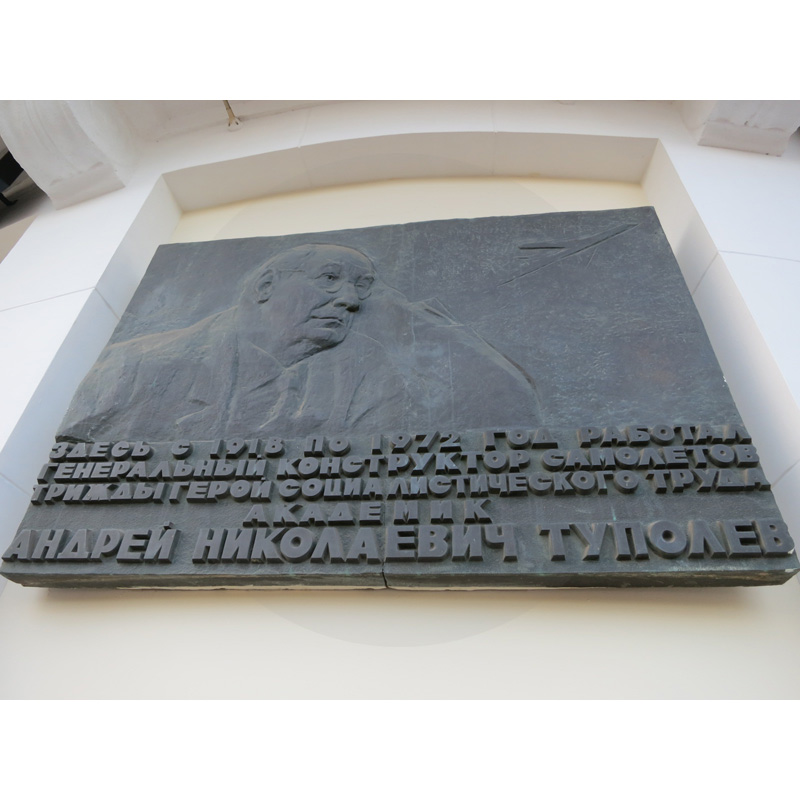 ЗДЕСЬ С 1918 ПО 1972 ГОД РАБОТАЛ
ГЕНЕРАЛЬНЫЙ КОНСТРУКТОР САМОЛЕТОВ
ТРИЖДЫ ГЕРОЙ СОЦИАЛИСТИЧЕСКОГО ТРУДА
АКАДЕМИК
АНДРЕЙ НИКОЛАЕВИЧ ТУПОЛЕВ